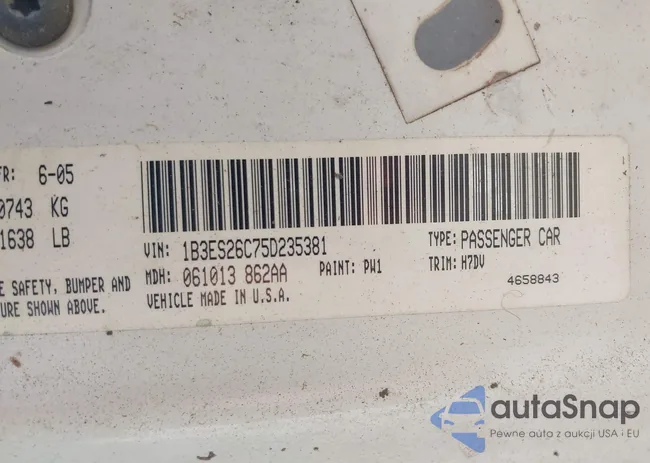 FR: 6-05
0743 KG
1638 LB
E SAFETY, BUMPER AND
URE SHOWN ABOVE.
VIN: 1B3ES26C75D235381
TYPE: PASSENGER CAR
MDH: 061013 862AA
PAINT: PW1
TRIM: H7DV
VEHICLE MADE IN U.S.A.
4658843
autaSnap
Pewne auta z aukcji USA i EU